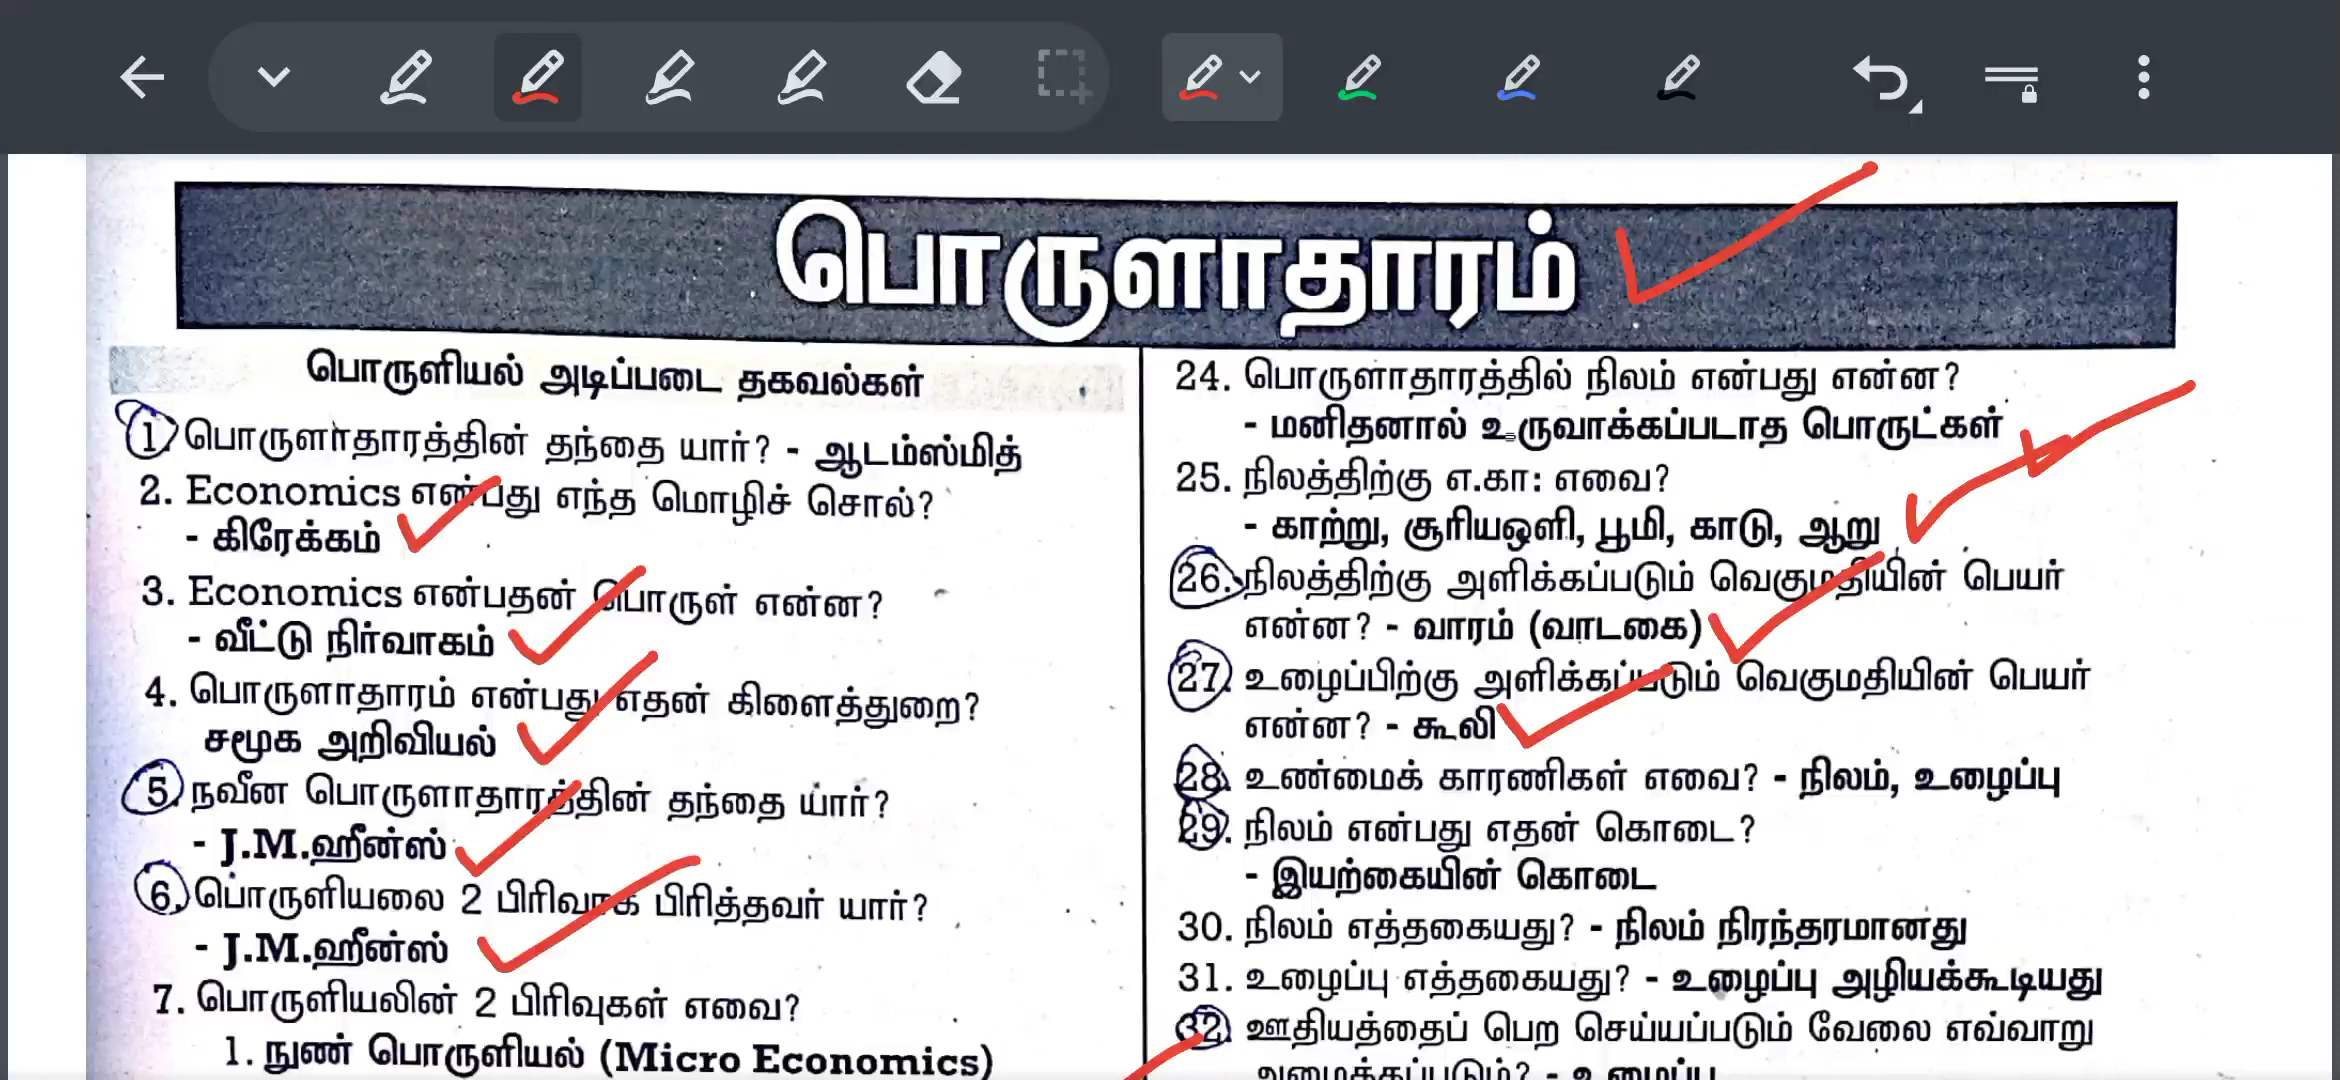 பொருளாதாரம்
பொருளியல் அடிப்படை தகவல்கள்
1. பொருளாதாரத்தின் தந்தை யார்? - ஆடம்ஸ்மித்
2. Economics என்பது எந்த மொழிச் சொல்?
- கிரேக்கம்
3. Economics என்பதன் பொருள் என்ன?
- வீட்டு நிர்வாகம்
4. பொருளாதாரம் என்பது எதன் கிளைத்துறை?
சமூக அறிவியல்
5. நவீன பொருளாதாரத்தின் தந்தை யார்?
- J.M.ஹீன்ஸ்
6. பொருளியலை 2 பிரிவாக பிரித்தவர் யார்?
- J.M.ஹீன்ஸ்
7. பொருளியலின் 2 பிரிவுகள் எவை?
1. நுண் பொருளியல் (Micro Economics)
24. பொருளாதாரத்தில் நிலம் என்பது என்ன?
- மனிதனால் உருவாக்கப்படாத பொருட்கள்
25. நிலத்திற்கு எ.கா: எவை?
- காற்று, சூரியஒளி, பூமி, காடு, ஆறு
26. நிலத்திற்கு அளிக்கப்படும் வெகுமதியின் பெயர்
என்ன? - வாரம் (வாடகை)
27. உழைப்பிற்கு அளிக்கப்படும் வெகுமதியின் பெயர்
என்ன? - கூலி
28. உண்மைக் காரணிகள் எவை? - நிலம், உழைப்பு
29. நிலம் என்பது எதன் கொடை?
- இயற்கையின் கொடை
30. நிலம் எத்தகையது? - நிலம் நிரந்தரமானது
31. உழைப்பு எத்தகையது? - உழைப்பு அழியக்கூடியது
32. ஊதியத்தைப் பெற செய்யப்படும் வேலை எவ்வாறு
அழைக்கப்படும்? - உழைப்பு